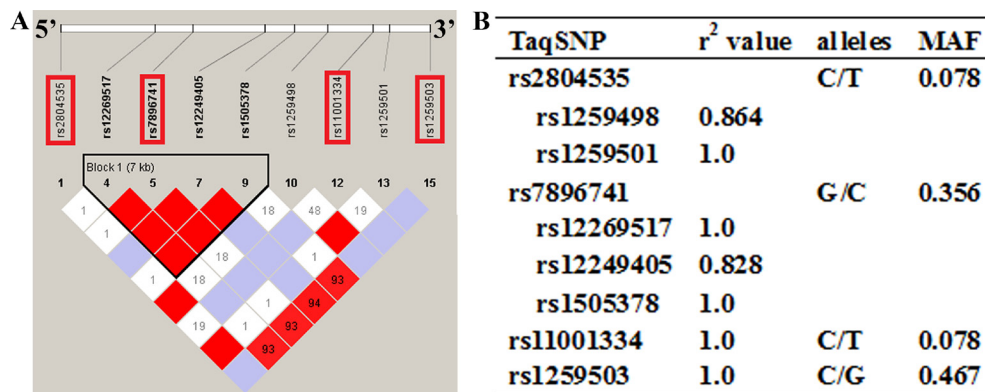 A
5’
3’
rs2804535
rs12269517
rs7896741
rs12249405
rs1505378
rs1259498
rs11001334
rs1259501
rs1259503
Block 1 (7 kb)
1 4 5 7 9 10 12 13 15
1 18 48 19
1
18 1
1 18 93
1 94
19 1 93
93
B
TaqSNP r² value alleles MAF
rs2804535 C/T 0.078
rs1259498 0.864
rs1259501 1.0
rs7896741 G/C 0.356
rs12269517 1.0
rs12249405 0.828
rs1505378 1.0
rs11001334 1.0 C/T 0.078
rs1259503 1.0 C/G 0.467